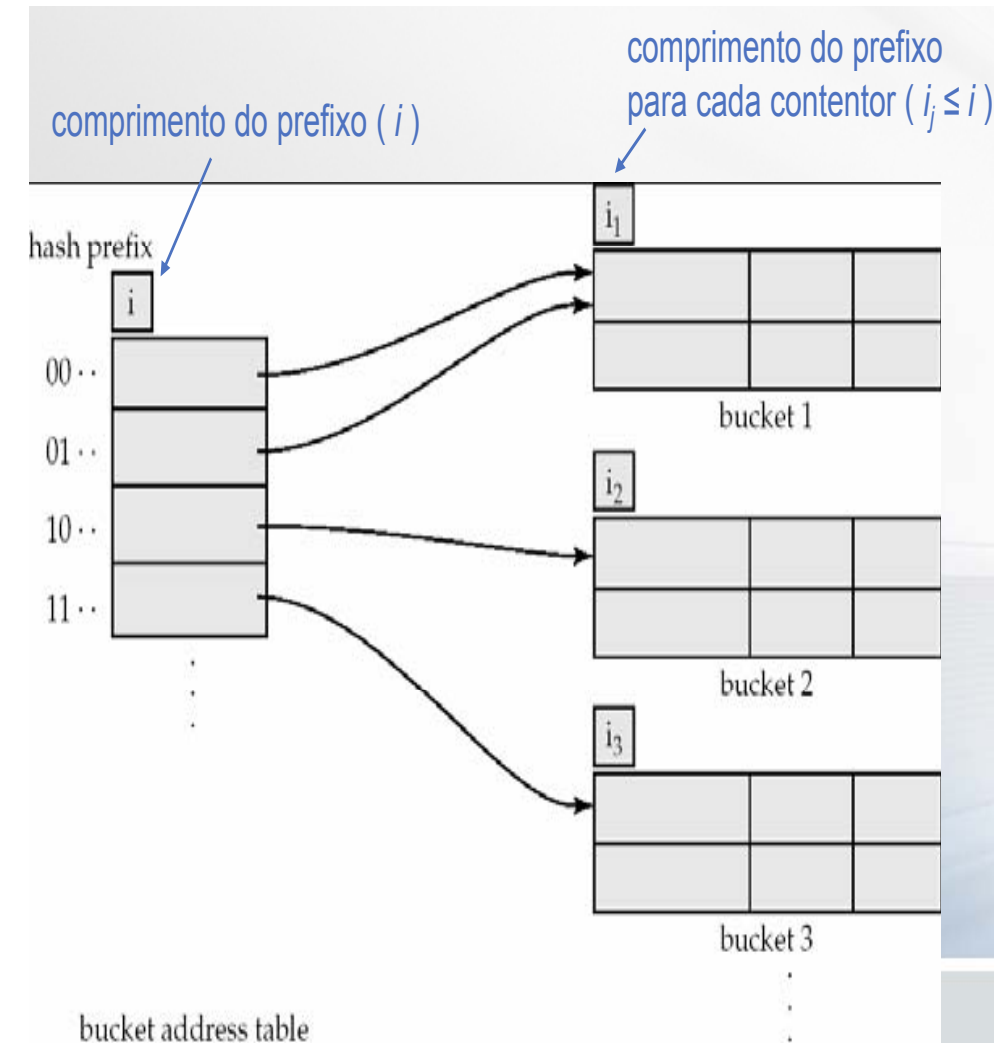 comprimento do prefixo
para cada contentor ( i_j ≤ i )
comprimento do prefixo ( i )
hash prefix
i
00 ··
01 ··
10 ··
11 ··
bucket address table
i₁
bucket 1
i₂
bucket 2
i₃
bucket 3